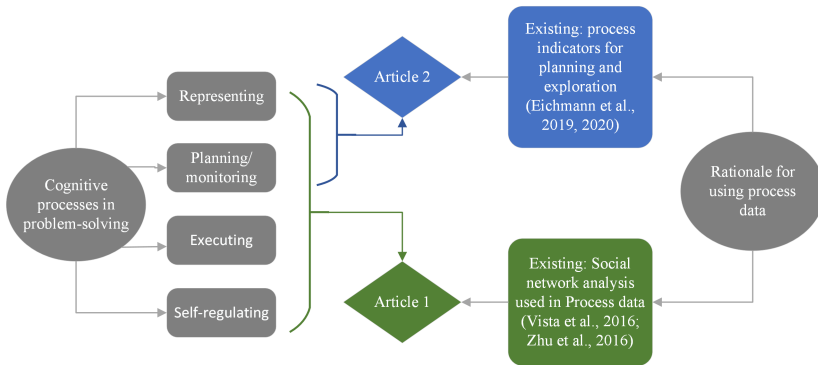 Cognitive
processes in
problem-solving
Representing
Planning/
monitoring
Executing
Self-regulating
Article 2
Article 1
Existing: process
indicators for
planning and
exploration
(Eichmann et al.,
2019, 2020)
Existing: Social
network analysis
used in Process data
(Vista et al., 2016;
Zhu et al., 2016)
Rationale for
using process
data